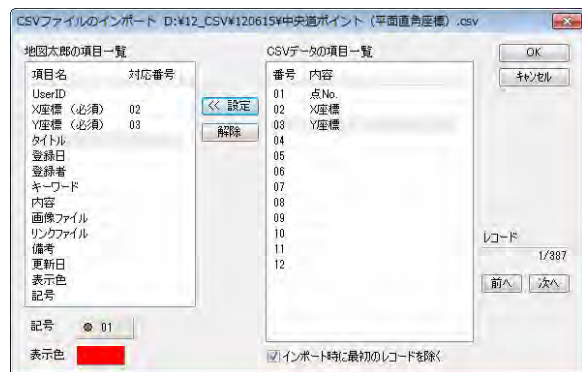 CSVファイルのインポート D:¥12_CSV¥120615¥中央道ポイント（平面直角座標）.csv
地図太郎の項目一覧
項目名 対応番号
UserID
X座標（必須） 02
Y座標（必須） 03
タイトル
登録日
登録者
キーワード
内容
画像ファイル
リンクファイル
備考
更新日
表示色
記号
記号 01
表示色
<< 設定
解除
CSVデータの項目一覧
番号 内容
01 点No.
02 X座標
03 Y座標
04
05
06
07
08
09
10
11
12
インポート時に最初のレコードを除く
OK
キャンセル
レコード
1/387
前へ 次へ